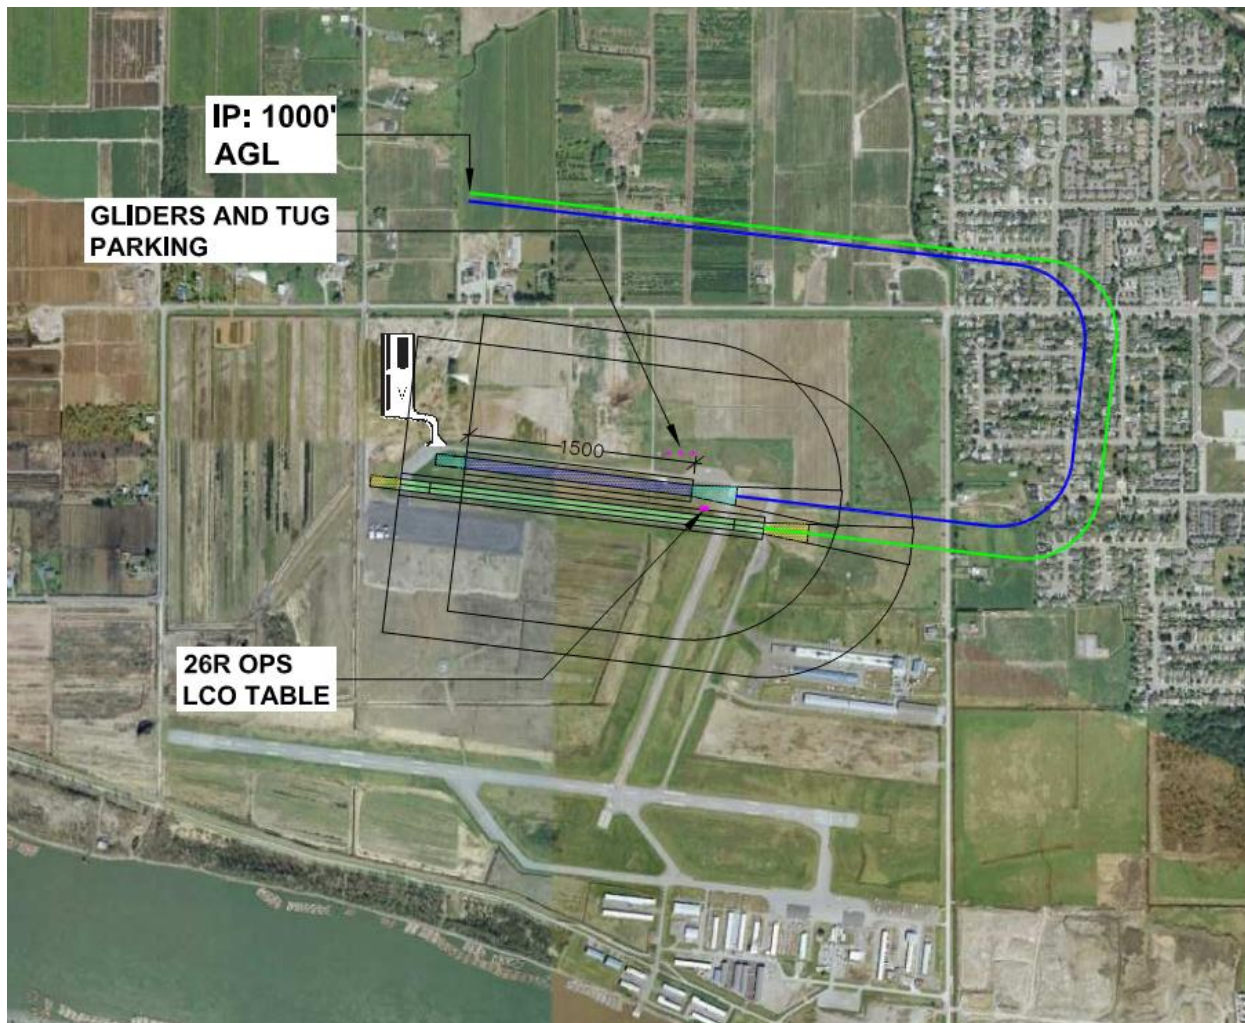 IP: 1000'
AGL
GLIDERS AND TUG
PARKING
1500
26R OPS
LCO TABLE